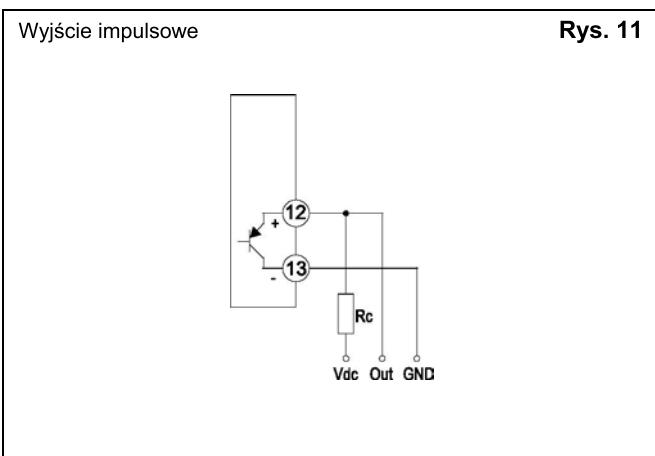 Wyjście impulsowe Rys. 11
12
+
13
-
Rc
Vdc Out GND